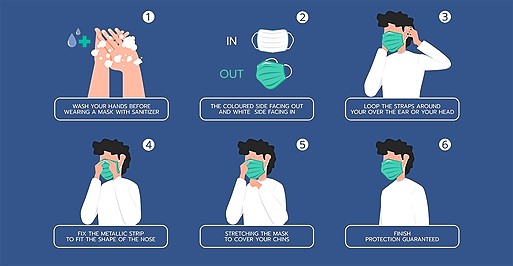 1
WASH YOUR HANDS BEFORE
WEARING A MASK WITH SANITIZER
2
IN
OUT
THE COLOURED SIDE FACING OUT
AND WHITE SIDE FACING IN
3
LOOP THE STRAPS AROUND
YOUR OVER THE EAR OR YOUR HEAD
4
FIX THE METALLIC STRIP
TO FIT THE SHAPE OF THE NOSE
5
STRETCHING THE MASK
TO COVER YOUR CHINS
6
FINISH
PROTECTION GUARANTEED